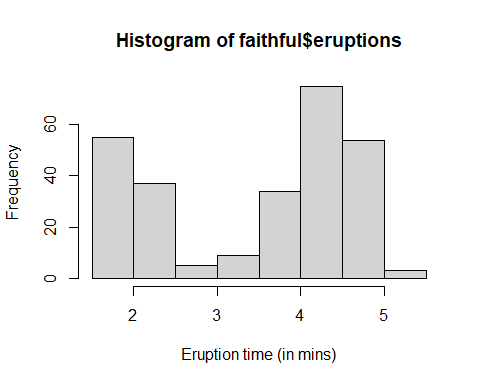 Histogram of faithful$eruptions
Frequency
60
40
20
0
2 3 4 5
Eruption time (in mins)